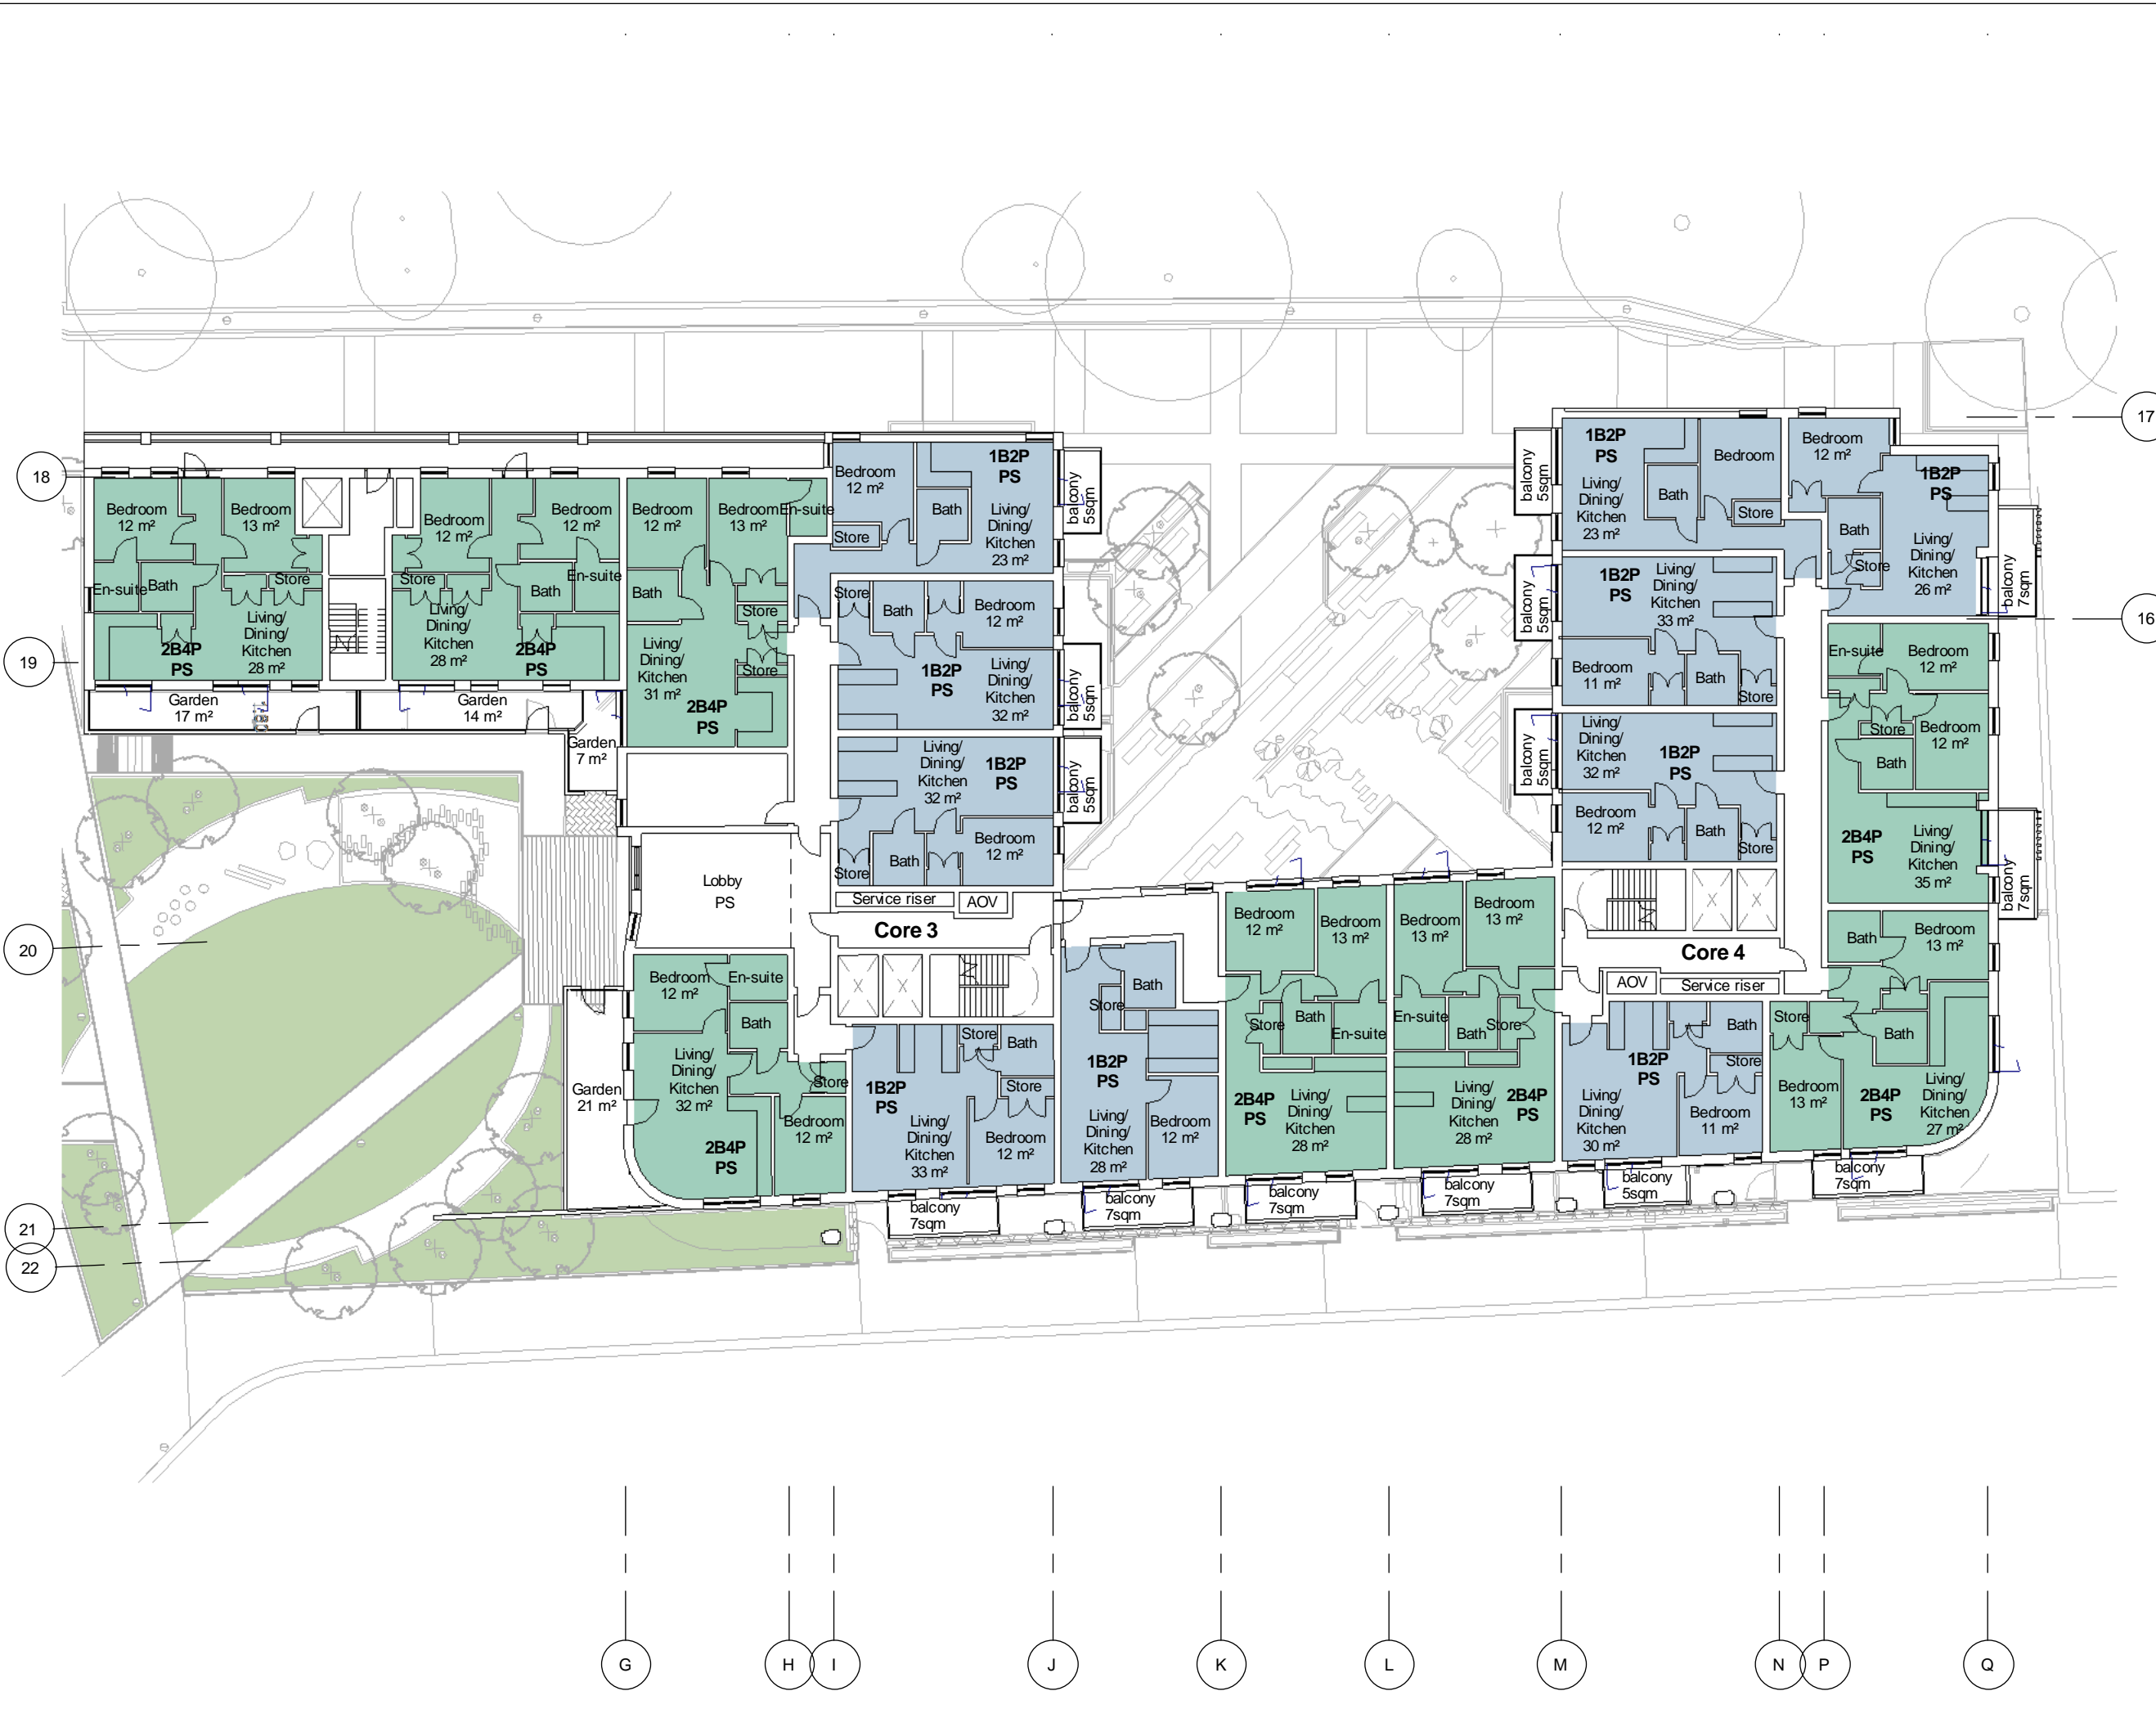 17
18
16
19
20
21
22
Bedroom
12 m²
Bedroom
13 m²
En-suite
Bath
Store
Living/
Dining/
Kitchen
28 m²
2B4P
PS
Garden
17 m²
Bedroom
12 m²
Bedroom
12 m²
Store
Bath
En-suite
Living/
Dining/
Kitchen
28 m²
2B4P
PS
Garden
14 m²
Bedroom
12 m²
Bedroom
13 m²
En-suite
Bath
Store
Store
Living/
Dining/
Kitchen
31 m²
2B4P
PS
Garden
7 m²
Bedroom
12 m²
Store
Bath
1B2P
PS
Living/
Dining/
Kitchen
23 m²
balcony
5sqm
Store
Bath
Bedroom
12 m²
1B2P
PS
Living/
Dining/
Kitchen
32 m²
balcony
5sqm
Living/
Dining/
Kitchen
32 m²
1B2P
PS
Store
Bath
Bedroom
12 m²
balcony
5sqm
Lobby
PS
Service riser
AOV
Core 3
Bedroom
12 m²
En-suite
Bath
Living/
Dining/
Kitchen
32 m²
Store
Bedroom
12 m²
2B4P
PS
Garden
21 m²
Store
Bath
Store
1B2P
PS
Living/
Dining/
Kitchen
33 m²
Bedroom
12 m²
balcony
7sqm
Bath
Store
1B2P
PS
Living/
Dining/
Kitchen
28 m²
Bedroom
12 m²
balcony
7sqm
Bedroom
12 m²
Bedroom
13 m²
Store
Bath
En-suite
2B4P
PS
Living/
Dining/
Kitchen
28 m²
balcony
7sqm
Bedroom
13 m²
Bedroom
13 m²
En-suite
Bath
Store
Living/
Dining/
Kitchen
28 m²
2B4P
PS
balcony
7sqm
balcony
5sqm
1B2P
PS
Living/
Dining/
Kitchen
23 m²
Bath
Bedroom
Store
Bedroom
12 m²
1B2P
PS
Bath
Store
Living/
Dining/
Kitchen
26 m²
balcony
7sqm
balcony
5sqm
1B2P
PS
Living/
Dining/
Kitchen
33 m²
Bedroom
11 m²
Bath
Store
balcony
5sqm
Living/
Dining/
Kitchen
32 m²
1B2P
PS
Bedroom
12 m²
Bath
Store
En-suite
Bedroom
12 m²
Store
Bedroom
12 m²
Bath
2B4P
PS
Living/
Dining/
Kitchen
35 m²
balcony
7sqm
Core 4
AOV
Service riser
Bath
Store
1B2P
PS
Living/
Dining/
Kitchen
30 m²
Bedroom
11 m²
balcony
5sqm
Bath
Bedroom
13 m²
Store
Bath
Bedroom
13 m²
2B4P
PS
Living/
Dining/
Kitchen
27 m²
balcony
7sqm
G
H
I
J
K
L
M
N
P
Q